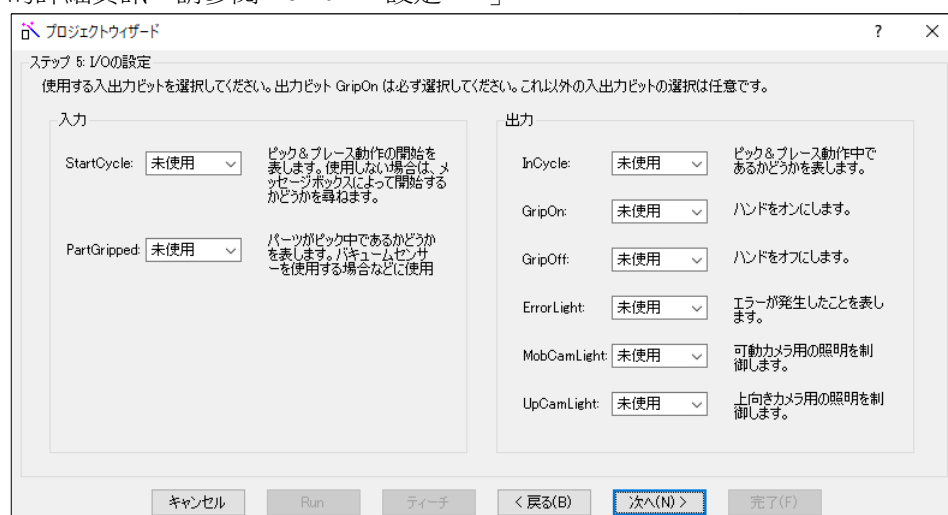 プロジェクトウィザード
ステップ 5: I/Oの設定
使用する入出力ビットを選択してください。出力ビット GripOn は必ず選択してください。これ以外の入出力ビットの選択は任意です。
入力
StartCycle: 未使用
ピック&プレース動作の開始を
表します。使用しない場合は、メ
ッセージボックスによって開始する
かどうかを尋ねます。
PartGripped: 未使用
パーツがピック中であるかどうか
を表します。バキュームセンサ
ーを使用する場合などに使用
出力
InCycle: 未使用
ピック&プレース動作中で
あるかどうかを表します。
GripOn: 未使用 ハンドをオンにします。
GripOff: 未使用 ハンドをオフにします。
ErrorLight: 未使用
エラーが発生したことを表し
ます。
MobCamLight: 未使用
可動カメラ用の照明を制
御します。
UpCamLight: 未使用
上向きカメラ用の照明を制
御します。
キャンセル Run ティーチ < 戻る(B) 次へ(N) > 完了(F)